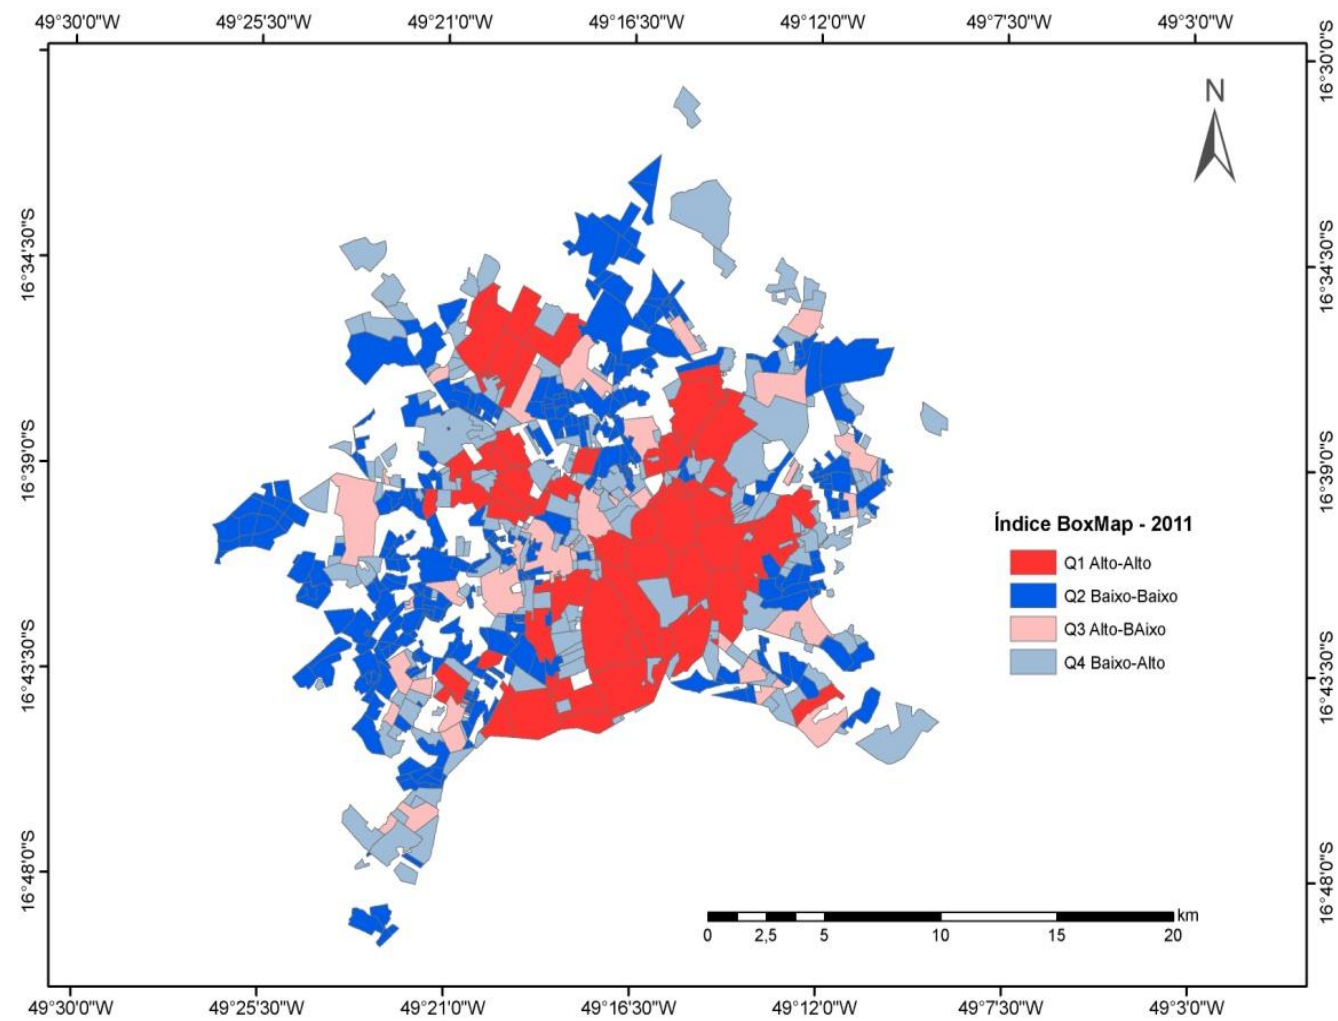 49°30'0"W 49°25'30"W 49°21'0"W 49°16'30"W 49°12'0"W 49°7'30"W 49°3'0"W
16°30'0"S
N
16°34'30"S 16°34'30"S
16°39'0"S 16°39'0"S
Índice BoxMap - 2011
Q1 Alto-Alto
Q2 Baixo-Baixo
Q3 Alto-BAixo
Q4 Baixo-Alto
16°43'30"S 16°43'30"S
16°48'0"S 16°48'0"S
km
0 2,5 5 10 15 20
49°30'0"W 49°25'30"W 49°21'0"W 49°16'30"W 49°12'0"W 49°7'30"W 49°3'0"W